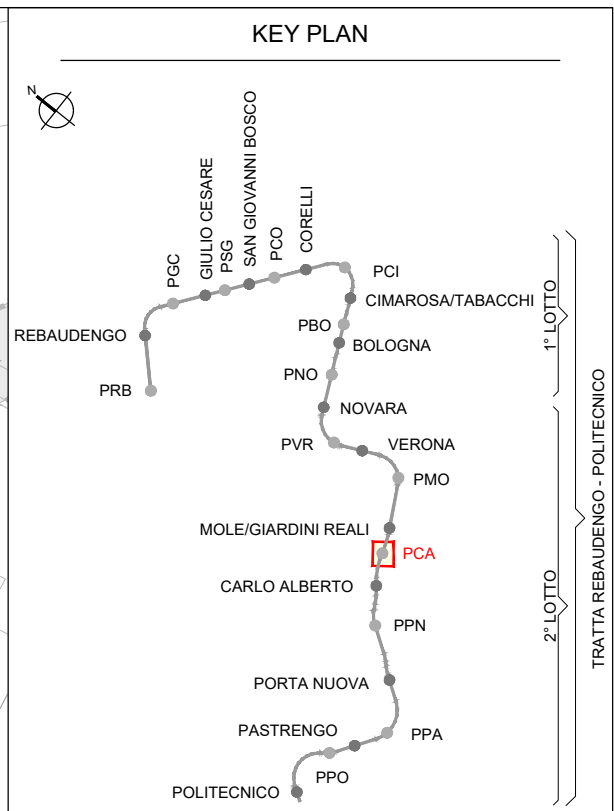 KEY PLAN
N
PGC
GIULIO CESARE
PSG
SAN GIOVANNI BOSCO
PCO
CORELLI
PCI
CIMAROSA/TABACCHI
REBAUDENGO
PBO
BOLOGNA
PNO
PRB
NOVARA
PVR
VERONA
PMO
MOLE/GIARDINI REALI
PCA
CARLO ALBERTO
PPN
PORTA NUOVA
PASTRENGO
PPA
PPO
POLITECNICO
1° LOTTO
2° LOTTO
TRATTA REBAUDENGO - POLITECNICO